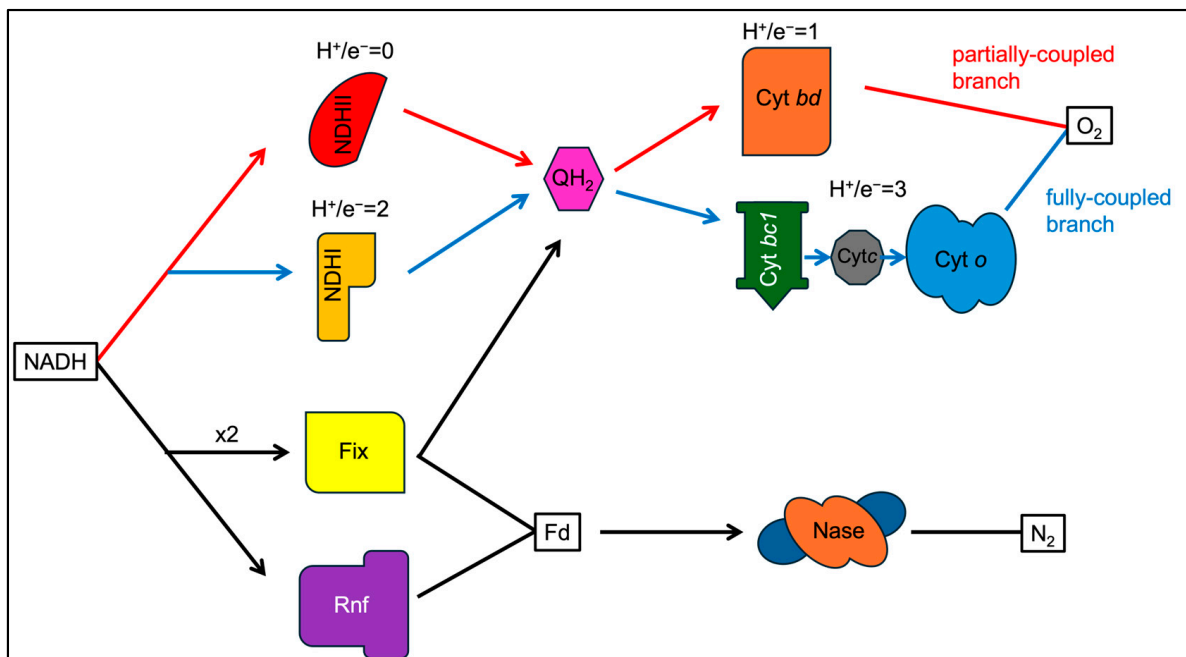 H⁺/e⁻=0
H⁺/e⁻=1
partially-coupled
branch
NDHII
Cyt bd
O₂
QH₂
H⁺/e⁻=2
H⁺/e⁻=3
fully-coupled
branch
NDHI
Cyt bc1
Cytc
Cyt o
NADH
x2
Fix
Fd
Nase
N₂
Rnf